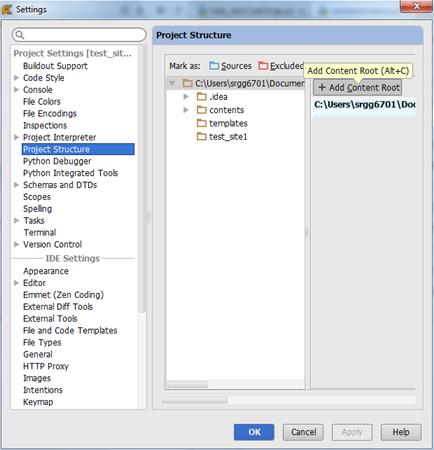 Settings
Project Settings [test_sit...
Buildout Support
Code Style
Console
File Colors
File Encodings
Inspections
Project Interpreter
Project Structure
Python Debugger
Python Integrated Tools
Schemas and DTDs
Scopes
Spelling
Tasks
Terminal
Version Control
IDE Settings
Appearance
Editor
Emmet (Zen Coding)
External Diff Tools
External Tools
File and Code Templates
File Types
General
HTTP Proxy
Images
Intentions
Keymap
Project Structure
Mark as: Sources Excluded
Add Content Root (Alt+C)
+ Add Content Root
C:\Users\srgg6701\Documen
.idea
contents
templates
test_site1
C:\Users\srgg6701\Doc
OK Cancel Apply Help